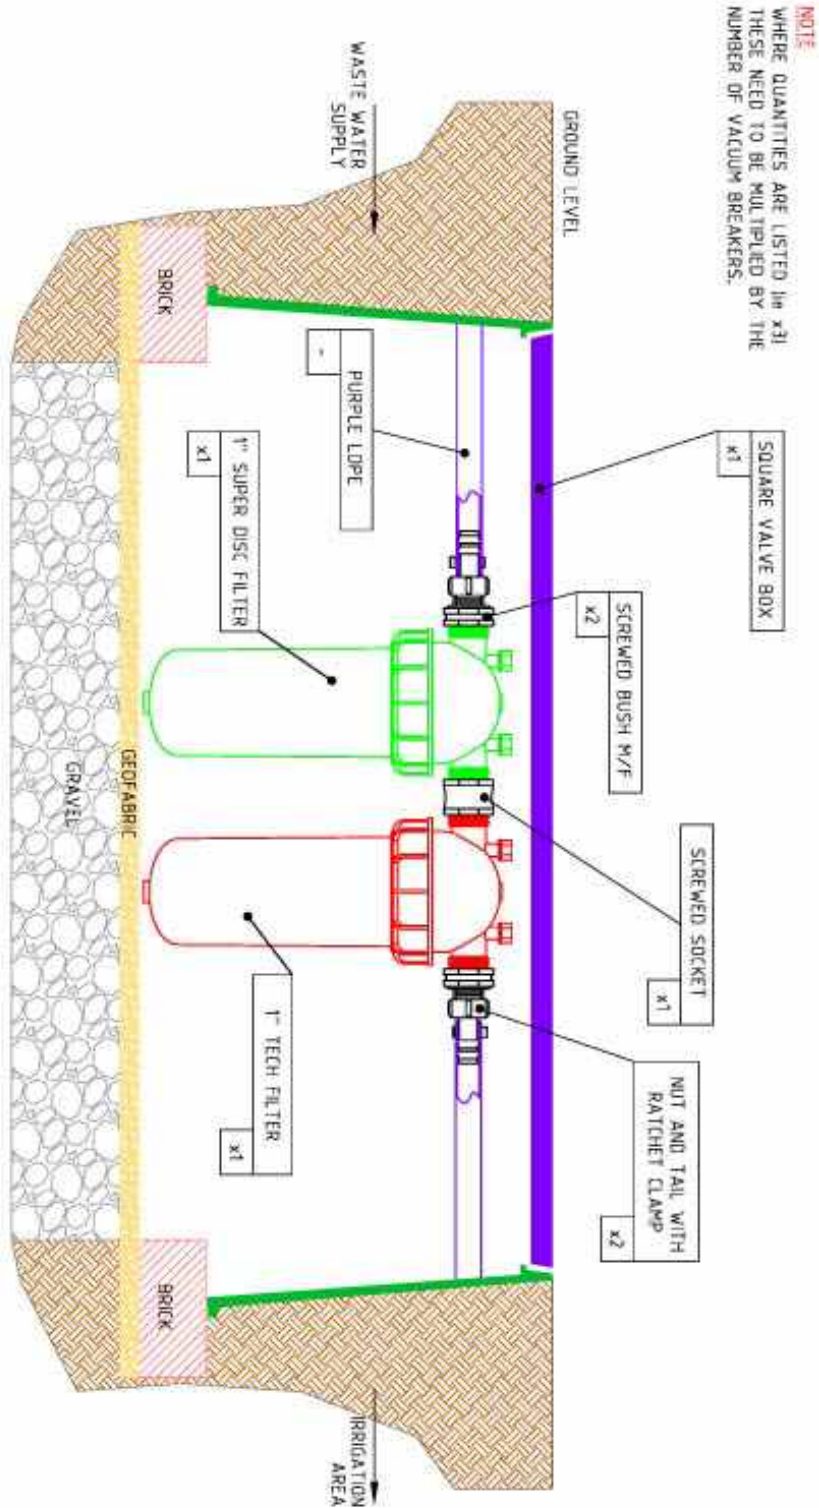 NOTE
WHERE QUANTITIES ARE LISTED (ie x3)
THESE NEED TO BE MULTIPLIED BY THE
NUMBER OF VACUUM BREAKERS.
SQUARE VALVE BOX
x1
SCREWED BUSH M/F
x2
SCREWED SOCKET
x1
NUT AND TAIL WITH
RATCHET CLAMP
x2
GROUND LEVEL
WASTE WATER
SUPPLY
PURPLE LDPE
-
1" SUPER DISC FILTER
x1
1" TECH FILTER
x1
IRRIGATION
AREA
BRICK
BRICK
GEOFABRIC
GRAVEL